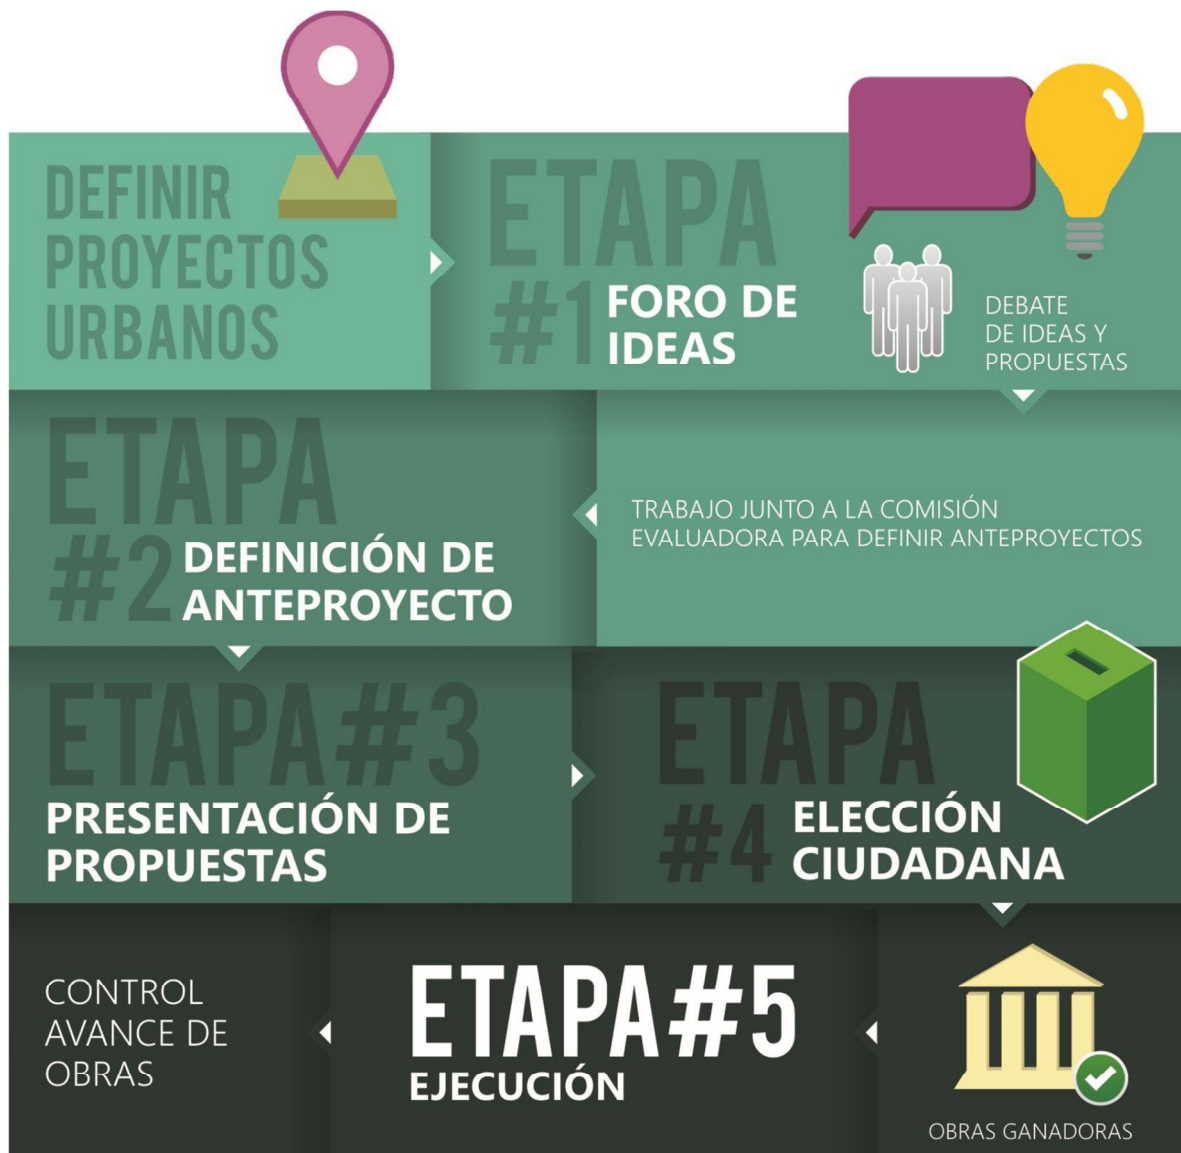 DEFINIR
PROYECTOS
URBANOS
ETAPA
#1 FORO DE
IDEAS
DEBATE
DE IDEAS Y
PROPUESTAS
TRABAJO JUNTO A LA COMISIÓN
EVALUADORA PARA DEFINIR ANTEPROYECTOS
ETAPA
#2 DEFINICIÓN DE
ANTEPROYECTO
ETAPA#3
PRESENTACIÓN DE
PROPUESTAS
ETAPA
#4 ELECCIÓN
CIUDADANA
OBRAS GANADORAS
ETAPA#5
EJECUCIÓN
CONTROL
AVANCE DE
OBRAS